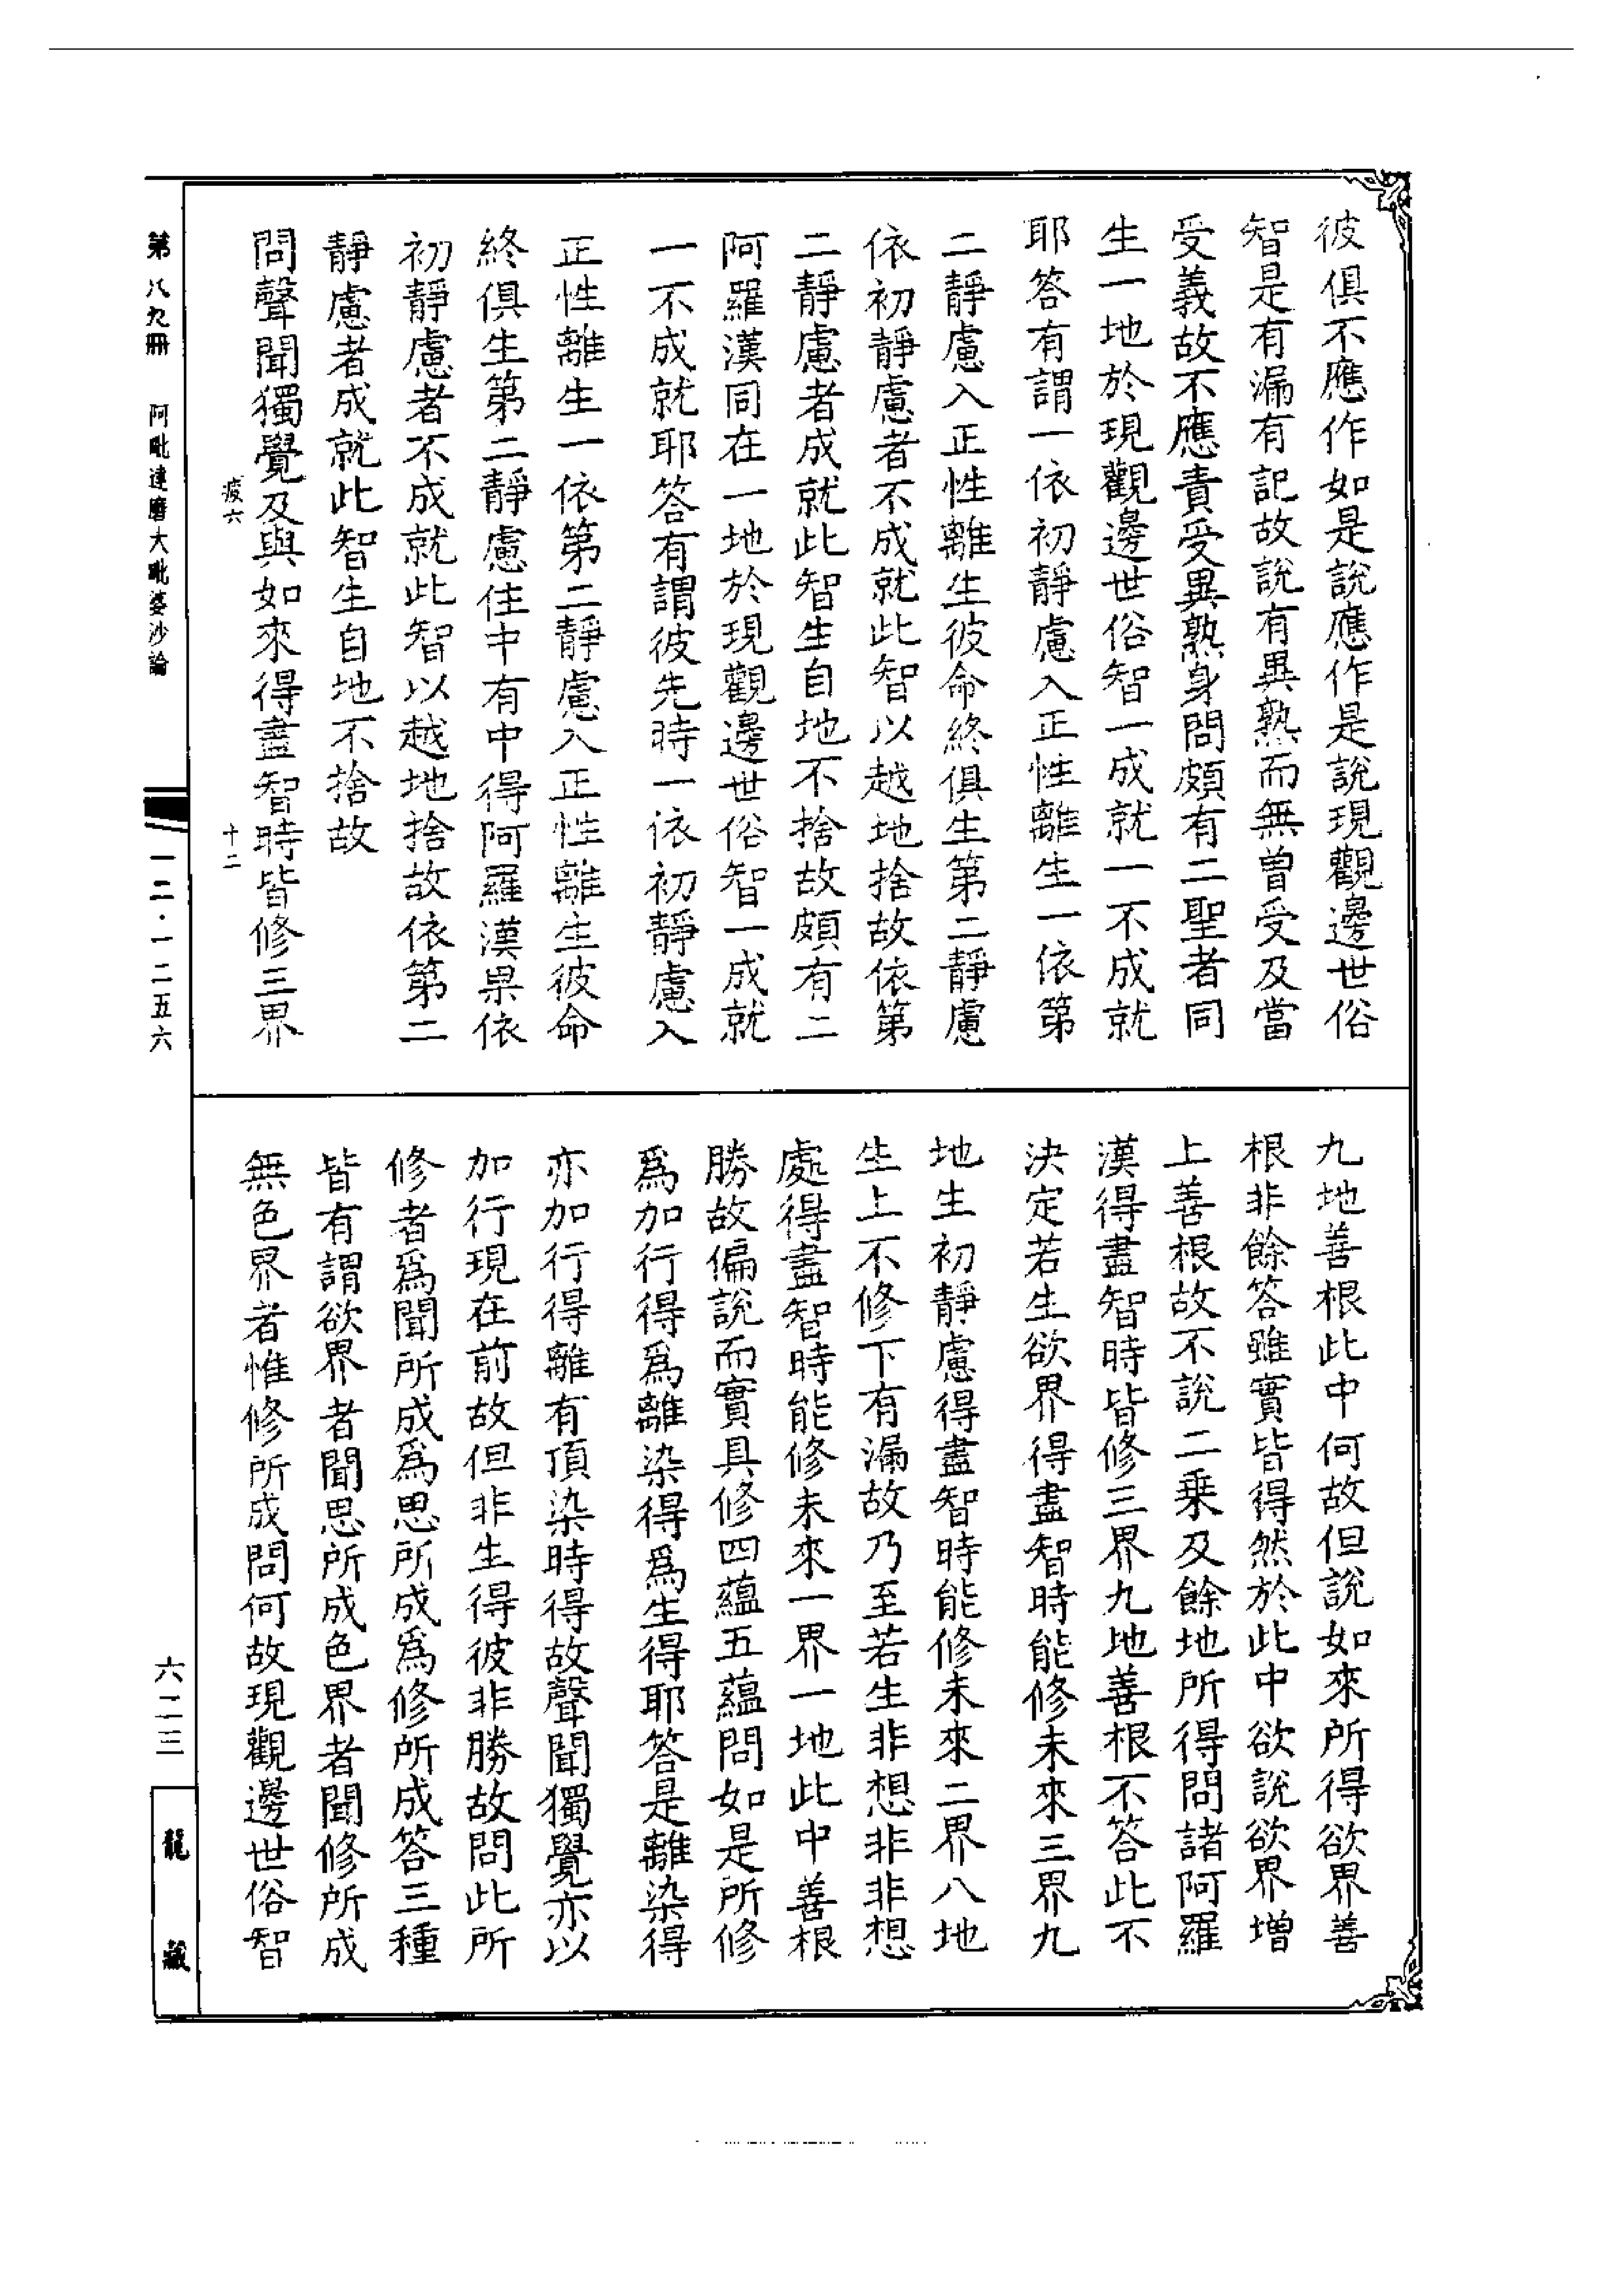 彼俱不應作如是說應作是說現觀邊世俗
智是有漏有記故說有異熟而無曾受及當
受義故不應責受異熟身問頗有二聖者同
生一地於現觀邊世俗智一成就一不成就
耶答有謂一依初靜慮入正性離生一依第
二靜慮入正性離生彼命終俱生第二靜慮
依初靜慮者不成就此智以越地捨故依第
二靜慮者成就此智生自地不捨故頗有二
阿羅漢同在一地於現觀邊世俗智一成就
一不成就耶答有謂彼先時一依初靜慮入
正性離生一依第二靜慮入正性離生彼命
終俱生第二靜慮住中有中得阿羅漢果依
初靜慮者不成就此智以越地捨故依第二
靜慮者成就此智生自地不捨故
問聲聞獨覺及與如來得盡智時皆修三界
疲六 十二
九地善根此中何故但說如來所得欲界善
根非餘答雖實皆得然於此中欲說欲界增
上善根故不說二乗及餘地所得問諸阿羅
漢得盡智時皆修三界九地善根不答此不
決定若生欲界得盡智時能修未來三界九
地生初靜慮得盡智時能修未來二界八地
生上不修下有漏故乃至若生非想非非想
處得盡智時能修未來一界一地此中善根
勝故偏說而實具修四蘊五蘊問如是所修
爲加行得爲離染得爲生得耶答是離染得
亦加行得離有頂染時得故聲聞獨覺亦以
加行現在前故但非生得彼非勝故問此所
修者爲聞所成爲思所成爲修所成答三種
皆有謂欲界者聞思所成色界者聞修所成
無色界者惟修所成問何故現觀邊世俗智
第八九冊 阿毗達磨大毗婆沙論
一二·一二五六
六二三
龍藏